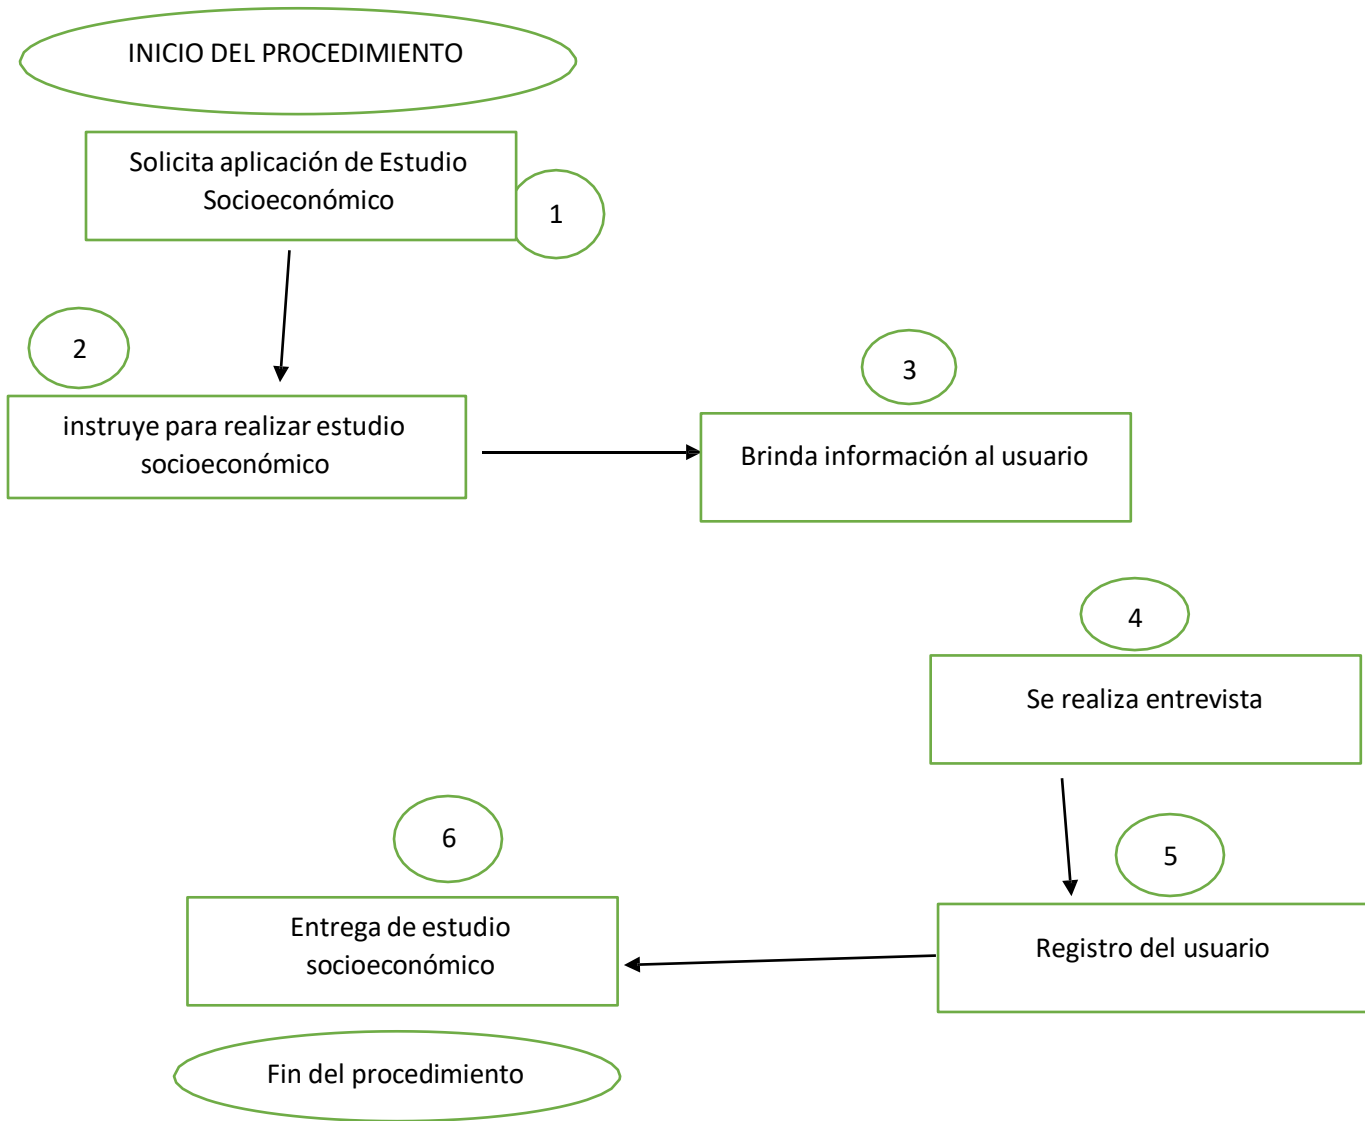 INICIO DEL PROCEDIMIENTO
Solicita aplicación de Estudio
Socioeconómico
1
2
instruye para realizar estudio
socioeconómico
3
Brinda información al usuario
4
Se realiza entrevista
5
Registro del usuario
6
Entrega de estudio
socioeconómico
Fin del procedimiento